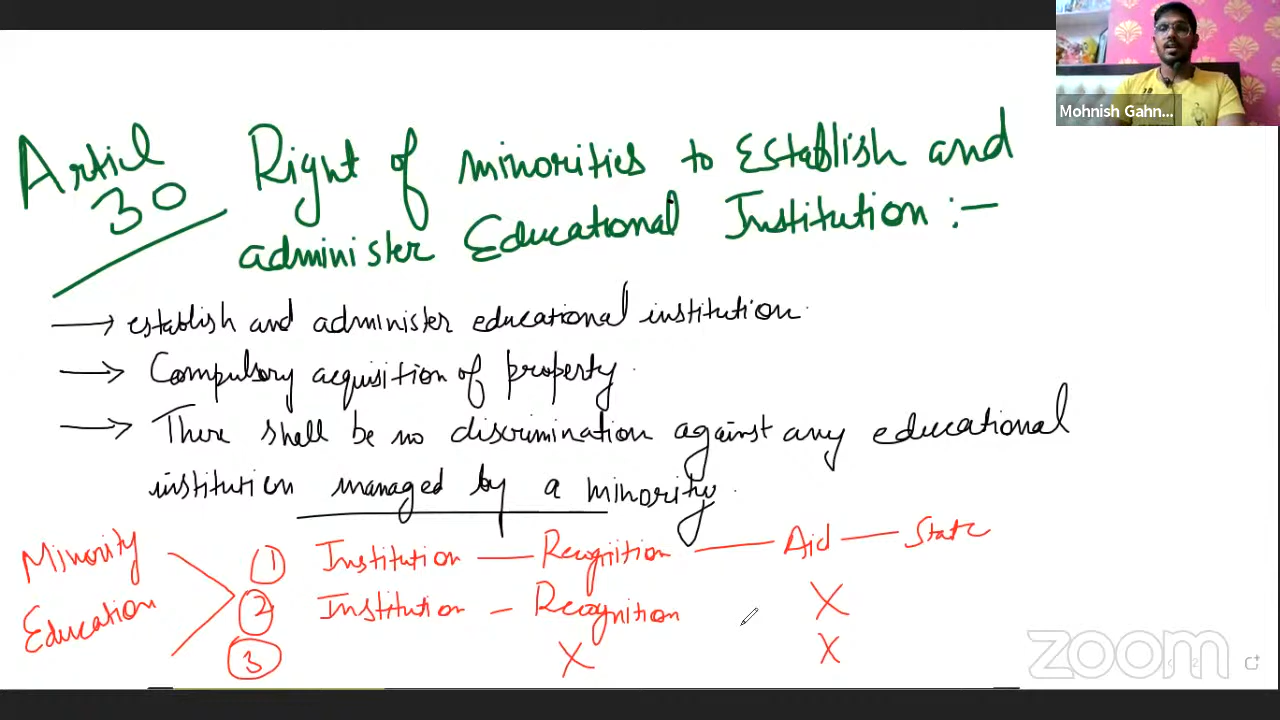 Mohnish Gahn...
Articl
30
Right of minorities to Establish and
administer Educational Institution :-
→ establish and administer educational institution.
→ Compulsory acquisition of property.
→ There shall be no discrimination against any educational
institution managed by a minority.
Minority
Education
① Institution — Recogniition — Aid — State
② Institution - Recognition X
③ X X
zoom